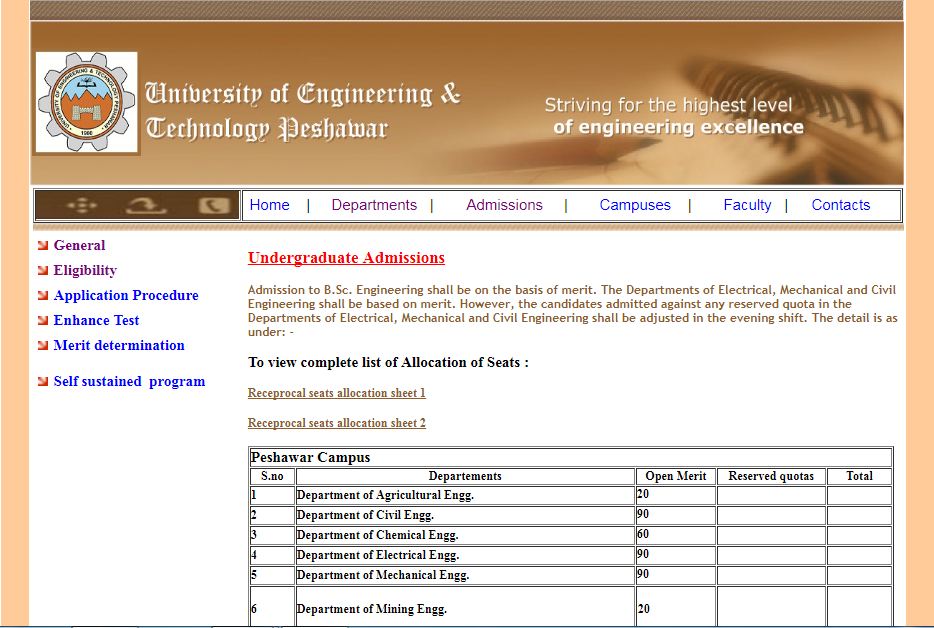 UNIVERSITY OF ENGINEERING & TECHNOLOGY PESHAWAR
1980
University of Engineering &
Technology Peshawar
Striving for the highest level
of engineering excellence
Home | Departments | Admissions | Campuses | Faculty | Contacts
General
Eligibility
Application Procedure
Enhance Test
Merit determination
Self sustained program
Undergraduate Admissions
Admission to B.Sc. Engineering shall be on the basis of merit. The Departments of Electrical, Mechanical and Civil
Engineering shall be based on merit. However, the candidates admitted against any reserved quota in the
Departments of Electrical, Mechanical and Civil Engineering shall be adjusted in the evening shift. The detail is as
under: -
To view complete list of Allocation of Seats :
Receprocal seats allocation sheet 1
Receprocal seats allocation sheet 2
Peshawar Campus
S.no Departements Open Merit Reserved quotas Total
1 Department of Agricultural Engg. 20
2 Department of Civil Engg. 90
3 Department of Chemical Engg. 60
4 Department of Electrical Engg. 90
5 Department of Mechanical Engg. 90
6 Department of Mining Engg. 20